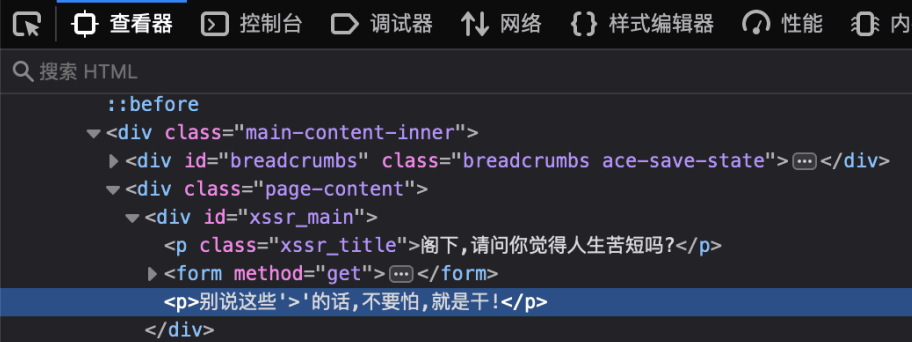 查看器 控制台 调试器 网络 样式编辑器 性能 内
搜索 HTML
::before
<div class="main-content-inner">
<div id="breadcrumbs" class="breadcrumbs ace-save-state">⋯</div>
<div class="page-content">
<div id="xssr_main">
<p class="xssr_title">阁下,请问你觉得人生苦短吗?</p>
<form method="get">⋯</form>
<p>别说这些'>'的话,不要怕,就是干!</p>
</div>